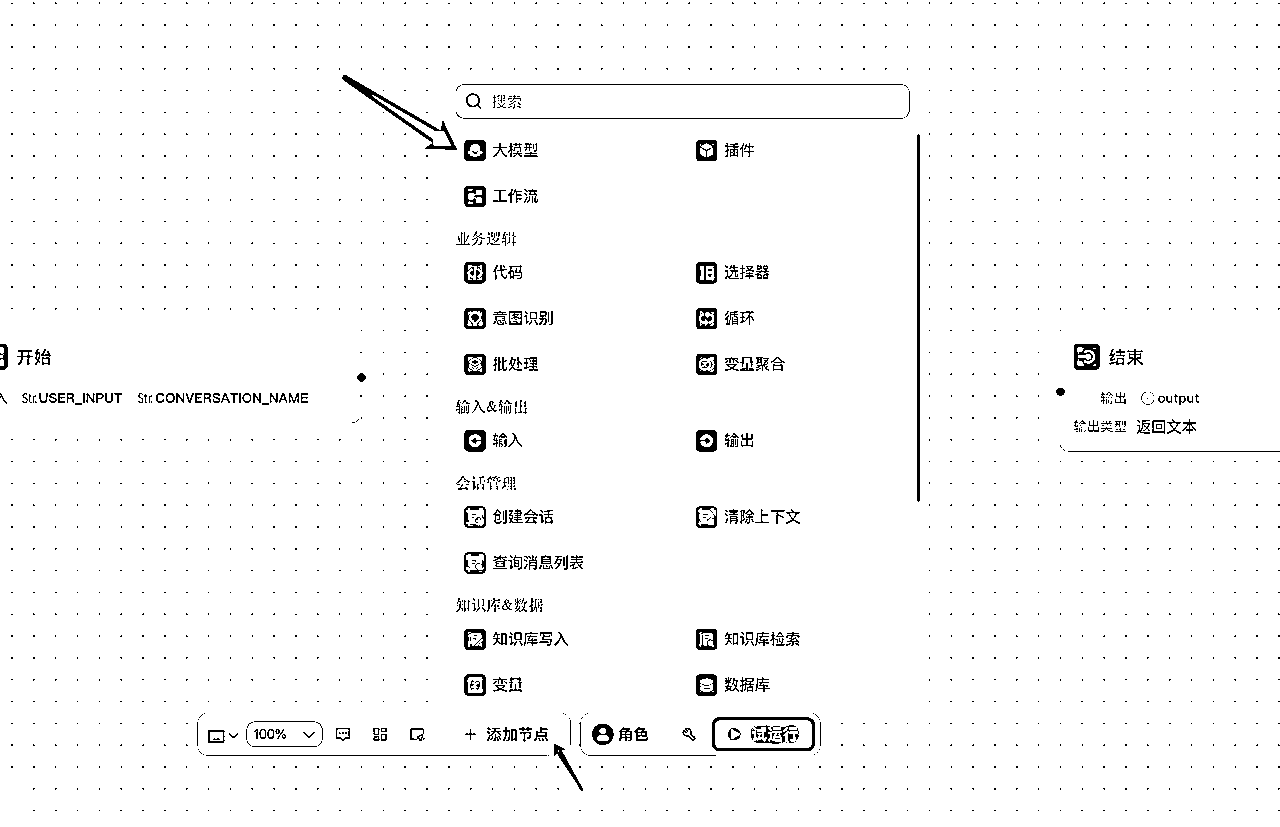 搜索
大模型 插件
工作流
业务逻辑
代码 选择器
意图识别 循环
批处理 变量聚合
输入&输出
输入 输出
会话管理
创建会话 清除上下文
查询消息列表
知识库&数据
知识库写入 知识库检索
变量 数据库
开始
入 Str. USER_INPUT Str. CONVERSATION_NAME
结束
输出 output
输出类型 返回文本
100% + 添加节点 角色 试运行